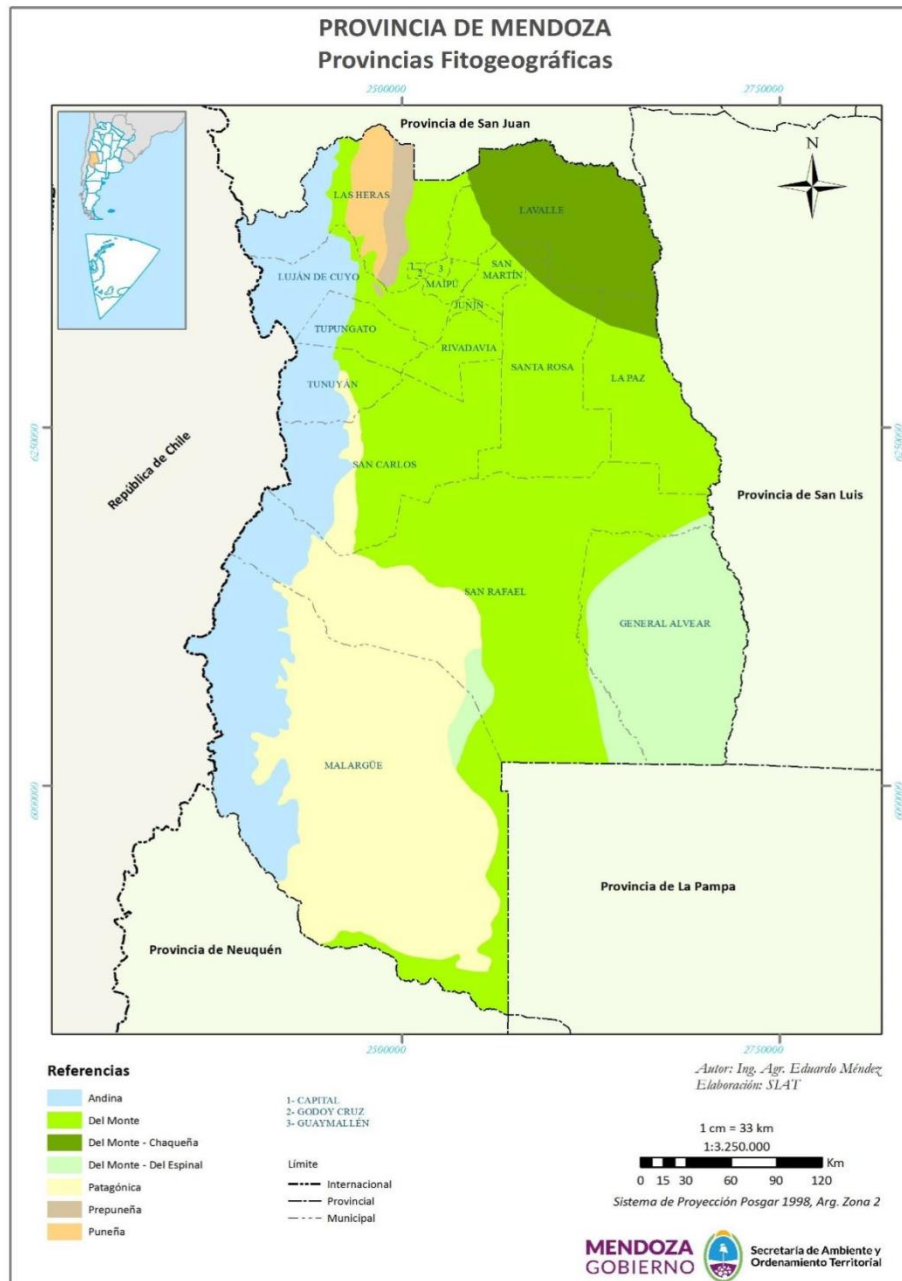 PROVINCIA DE MENDOZA
Provincias Fitogeográficas
2500000
2750000
Provincia de San Juan
N
LAS HERAS
LAVALLE
LUJÁN DE CUYO
1
2
3
MAIPÚ
SAN
MARTÍN
JUNÍN
TUPUNGATO
RIVADAVIA
SANTA ROSA
LA PAZ
TUNUYÁN
6250000
6250000
República de Chile
SAN CARLOS
Provincia de San Luis
SAN RAFAEL
GENERAL ALVEAR
MALARGÜE
6000000
6000000
Provincia de La Pampa
Provincia de Neuquén
2500000
2750000
Referencias
Andina
Del Monte
Del Monte - Chaqueña
Del Monte - Del Espinal
Patagónica
Prepuneña
Puneña
1- CAPITAL
2- GODOY CRUZ
3- GUAYMALLÉN
Límite
Internacional
Provincial
Municipal
Autor: Ing. Agr. Eduardo Méndez
Elaboración: SIAT
1 cm = 33 km
1:3.250.000
Km
0 15 30 60 90 120
Sistema de Proyección Posgar 1998, Arg. Zona 2
MENDOZA
GOBIERNO
Secretaría de Ambiente y
Ordenamiento Territorial